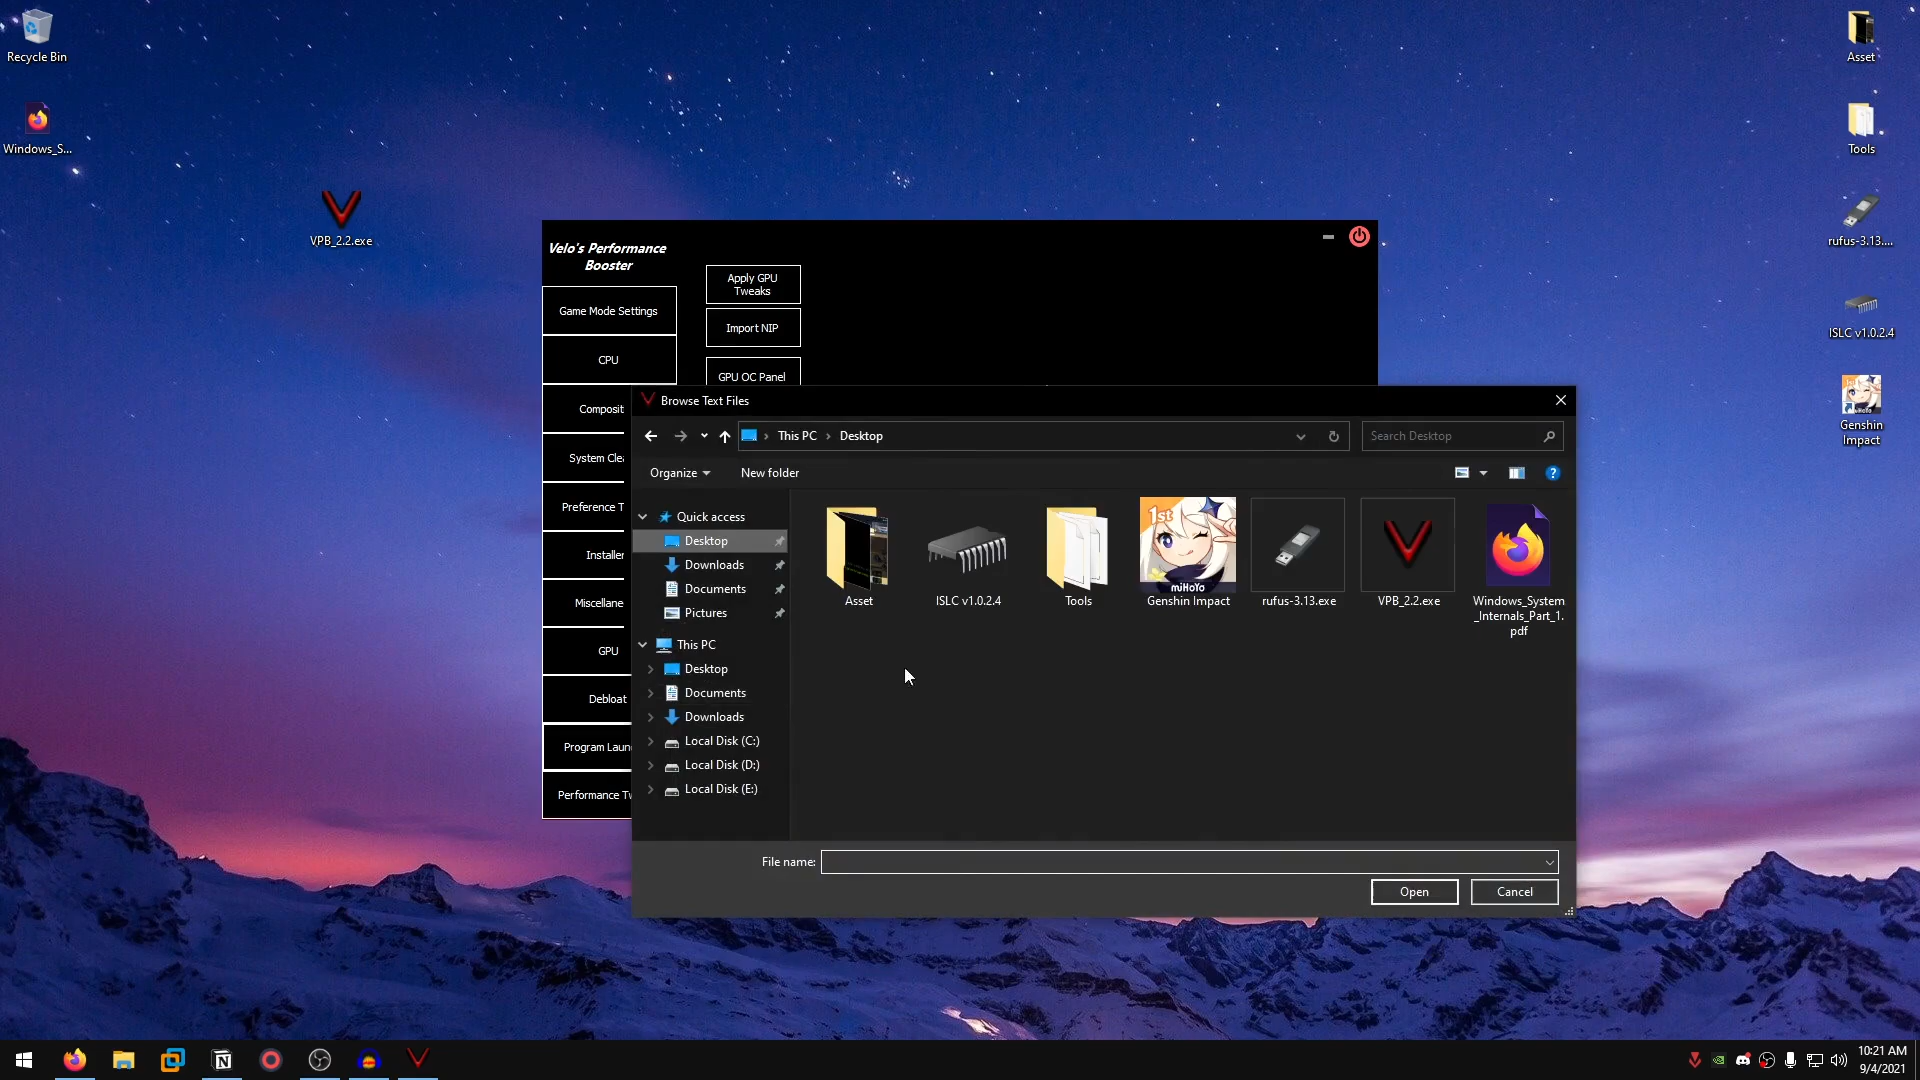 Recycle Bin
Windows_S...
VPB_2.2.exe
Asset
Tools
rufus-3.13....
ISLC v1.0.2.4
Genshin
Impact
Velo's Performance
Booster
Game Mode Settings
CPU
Composit
System Clea
Preference T
Installer
Miscellane
GPU
Debloat
Program Laun
Performance Tw
Apply GPU
Tweaks
Import NIP
GPU OC Panel
Browse Text Files
This PC
Desktop
Search Desktop
Organize
New folder
Quick access
Desktop
Downloads
Documents
Pictures
This PC
Desktop
Documents
Downloads
Local Disk (C:)
Local Disk (D:)
Local Disk (E:)
Asset
ISLC v1.0.2.4
Tools
1st
miHoYo
Genshin Impact
rufus-3.13.exe
VPB_2.2.exe
Windows_System
_Internals_Part_1.
pdf
File name:
Open
Cancel
10:21 AM
9/4/2021